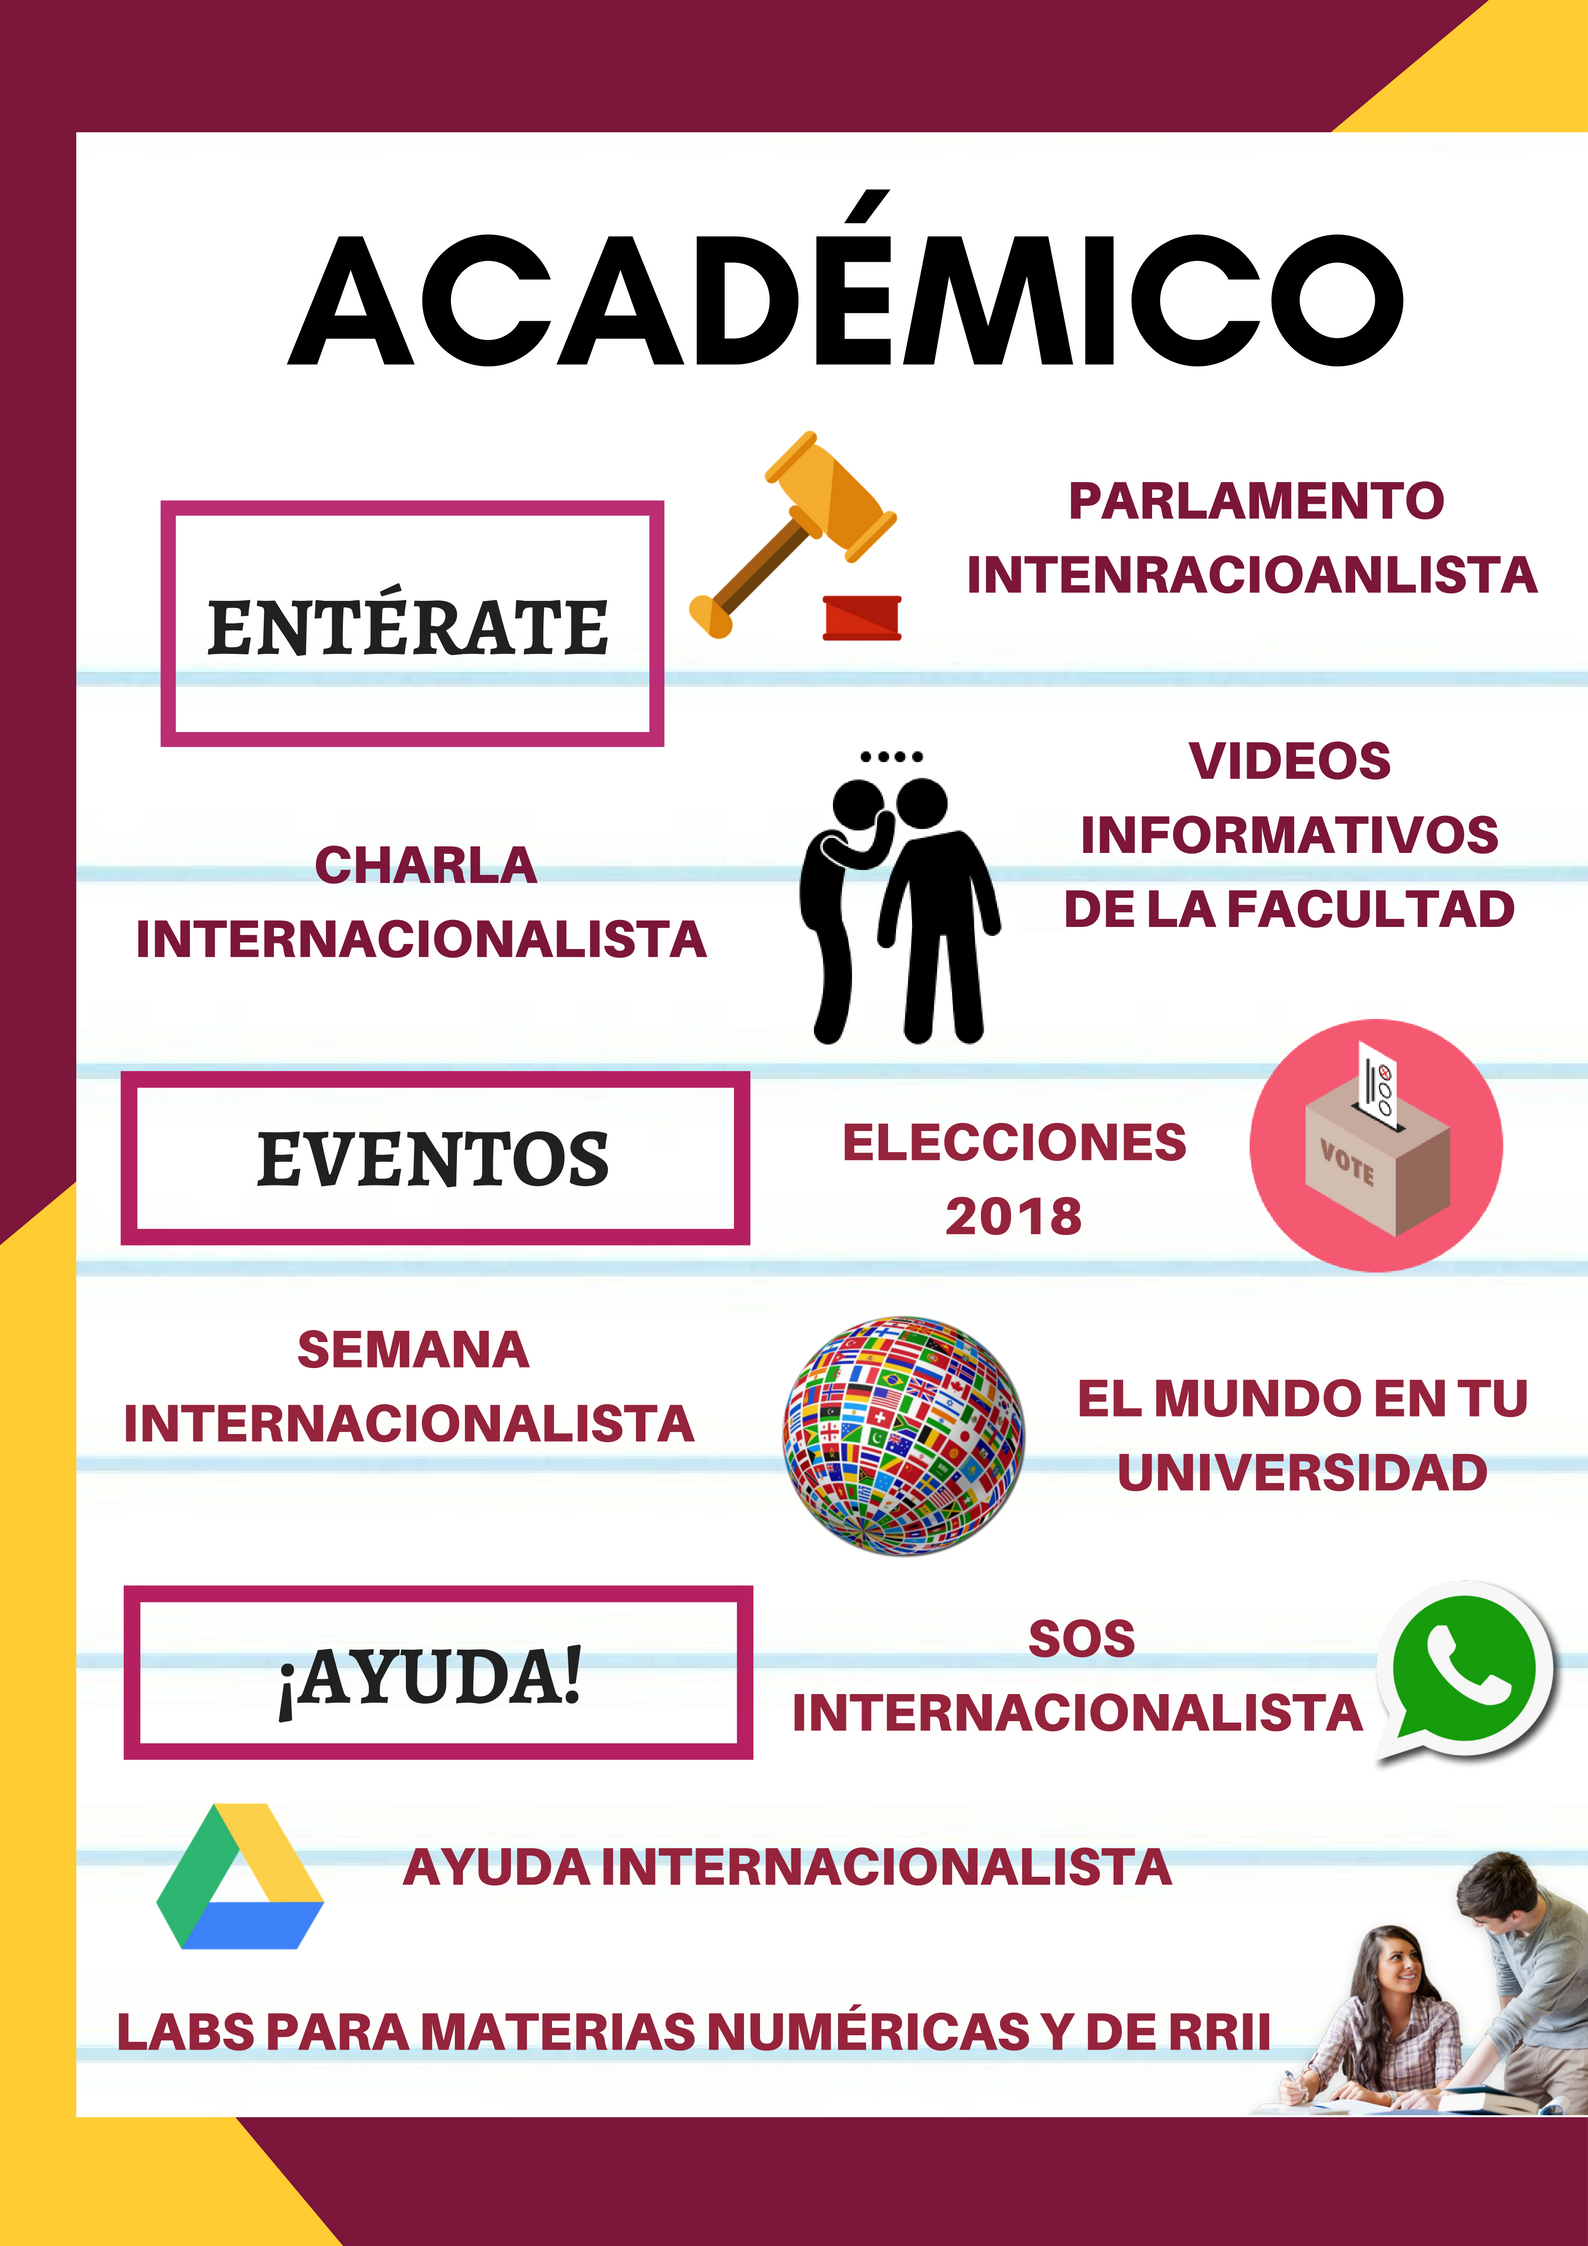 ACADÉMICO
ENTÉRATE
PARLAMENTO
INTENRACIOANLISTA
CHARLA
INTERNACIONALISTA
VIDEOS
INFORMATIVOS
DE LA FACULTAD
EVENTOS
ELECCIONES
2018
VOTE
SEMANA
INTERNACIONALISTA
EL MUNDO EN TU
UNIVERSIDAD
¡AYUDA!
SOS
INTERNACIONALISTA
AYUDA INTERNACIONALISTA
LABS PARA MATERIAS NUMÉRICAS Y DE RRII